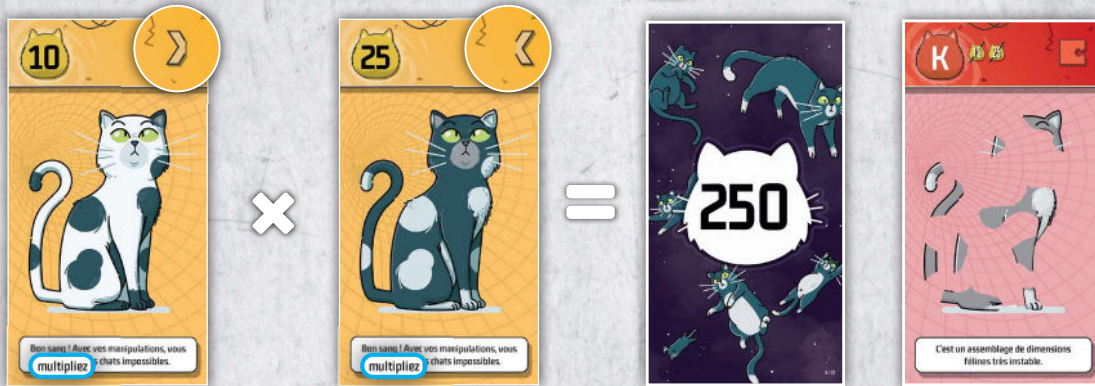 10
Bon sang ! Avec vos manipulations, vous
multipliez chats impossibles.
×
25
Bon sang ! Avec vos manipulations, vous
multipliez chats impossibles.
=
250
K
C'est un assemblage de dimensions
félines très instable.